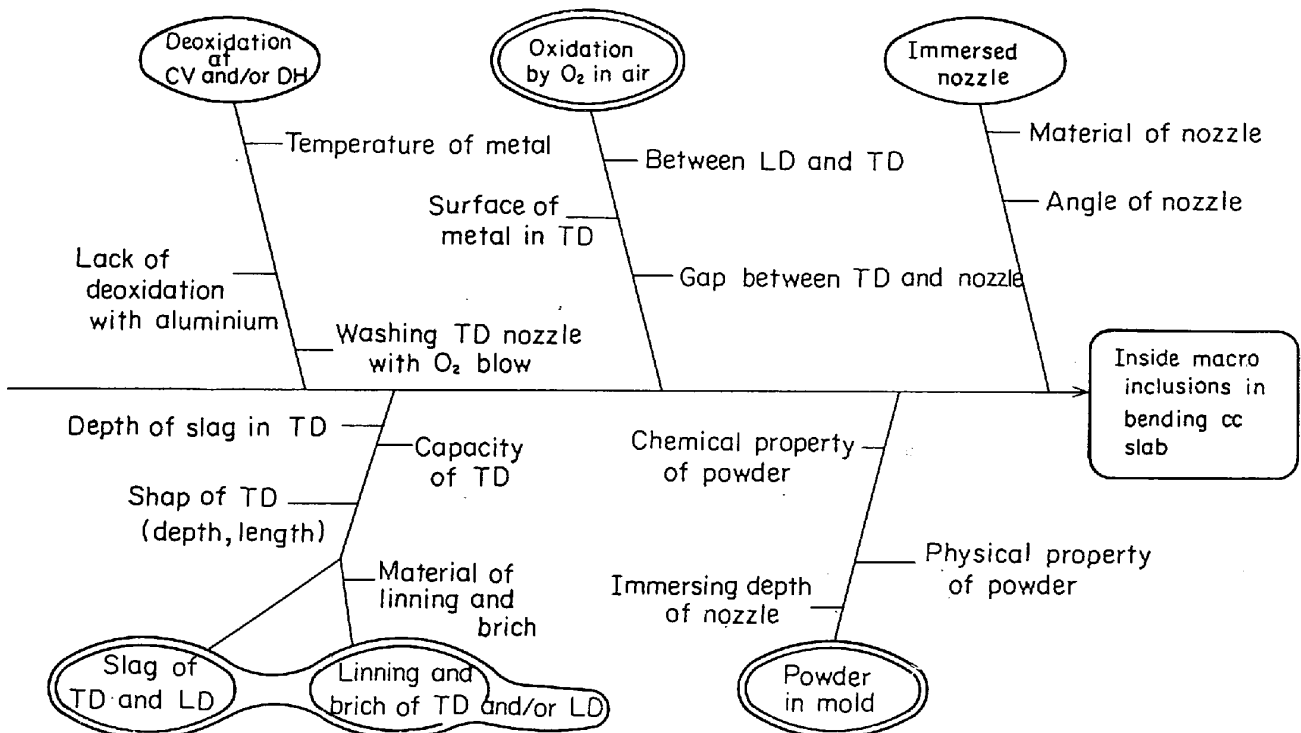 Deoxidation
at
CV and/or DH
Oxidation
by O₂ in air
Immersed
nozzle
Temperature of metal
Lack of
deoxidation
with aluminium
Washing TD nozzle
with O₂ blow
Between LD and TD
Surface of
metal in TD
Gap between TD and nozzle
Material of nozzle
Angle of nozzle
Inside macro
inclusions in
bending cc
slab
Depth of slag in TD
Capacity
of TD
Shap of TD
(depth, length)
Material of
linning and
brich
Slag of
TD and LD
Linning and
brich of TD and/or LD
Chemical property
of powder
Physical property
of powder
Immersing depth
of nozzle
Powder
in mold